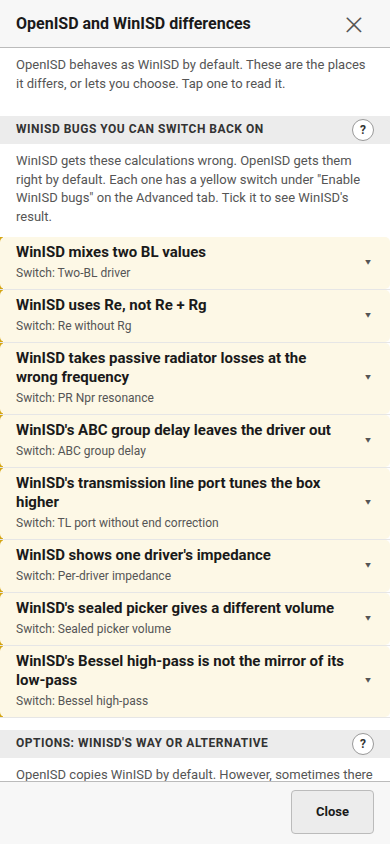 OpenISD and WinISD differences
OpenISD behaves as WinISD by default. These are the places
it differs, or lets you choose. Tap one to read it.
WINISD BUGS YOU CAN SWITCH BACK ON
?
WinISD gets these calculations wrong. OpenISD gets them
right by default. Each one has a yellow switch under "Enable
WinISD bugs" on the Advanced tab. Tick it to see WinISD's
result.
WinISD mixes two BL values
Switch: Two-BL driver
WinISD uses Re, not Re + Rg
Switch: Re without Rg
WinISD takes passive radiator losses at the
wrong frequency
Switch: PR Npr resonance
WinISD's ABC group delay leaves the driver out
Switch: ABC group delay
WinISD's transmission line port tunes the box
higher
Switch: TL port without end correction
WinISD shows one driver's impedance
Switch: Per-driver impedance
WinISD's sealed picker gives a different volume
Switch: Sealed picker volume
WinISD's Bessel high-pass is not the mirror of its
low-pass
Switch: Bessel high-pass
OPTIONS: WINISD'S WAY OR ALTERNATIVE
?
OpenISD copies WinISD by default. However, sometimes there
Close